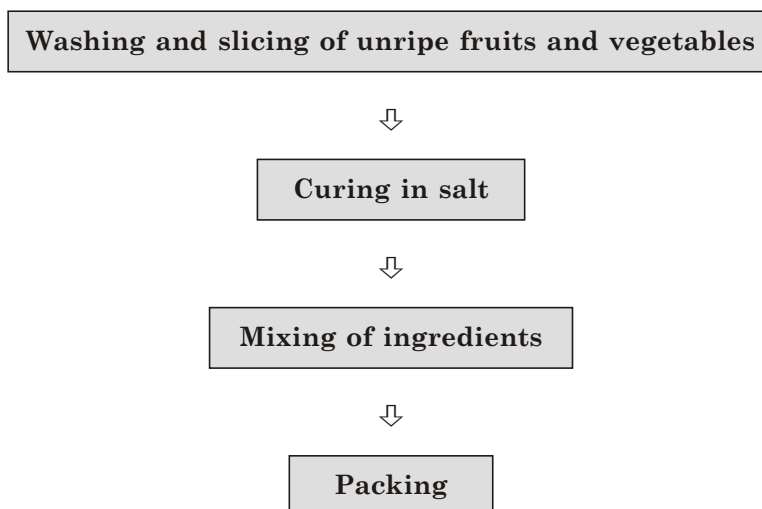 Washing and slicing of unripe fruits and vegetables
Curing in salt
Mixing of ingredients
Packing